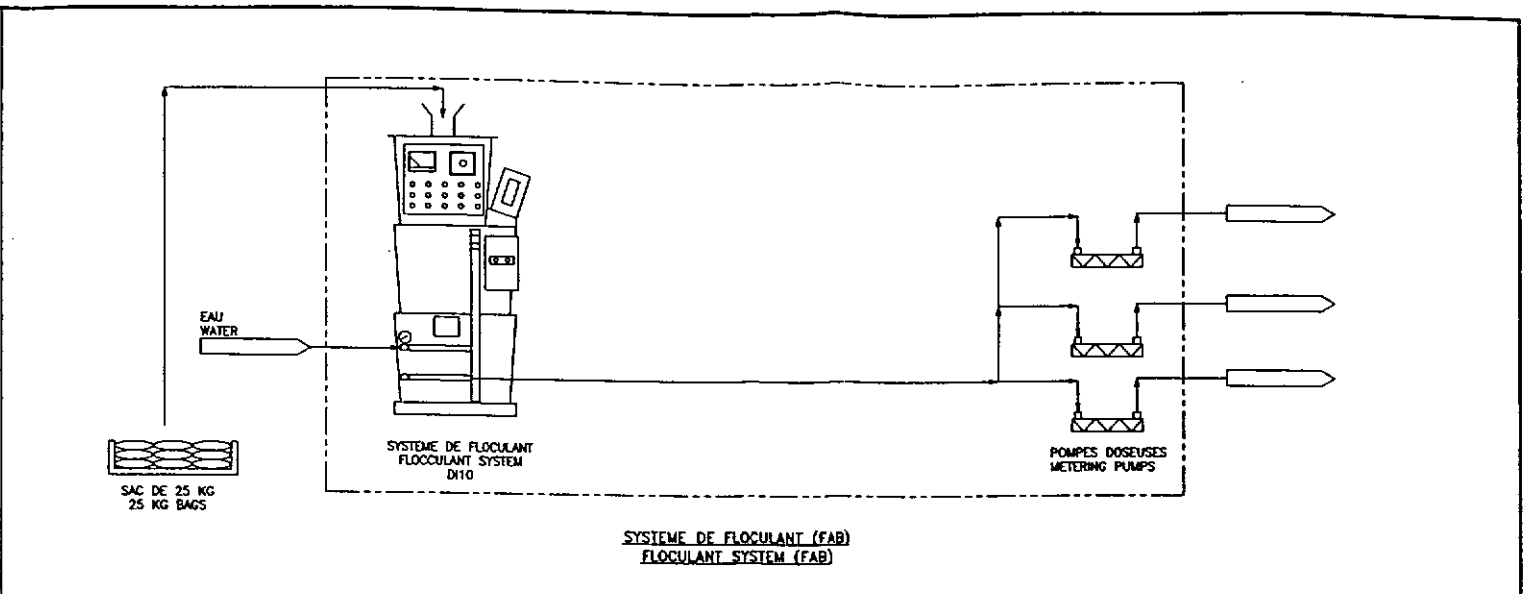 EAU
WATER
SYSTEME DE FLOCULANT
FLOCCULANT SYSTEM
DI10
POMPES DOSEUSES
METERING PUMPS
SAC DE 25 KG
25 KG BAGS
SYSTEME DE FLOCULANT (FAB)
FLOCULANT SYSTEM (FAB)